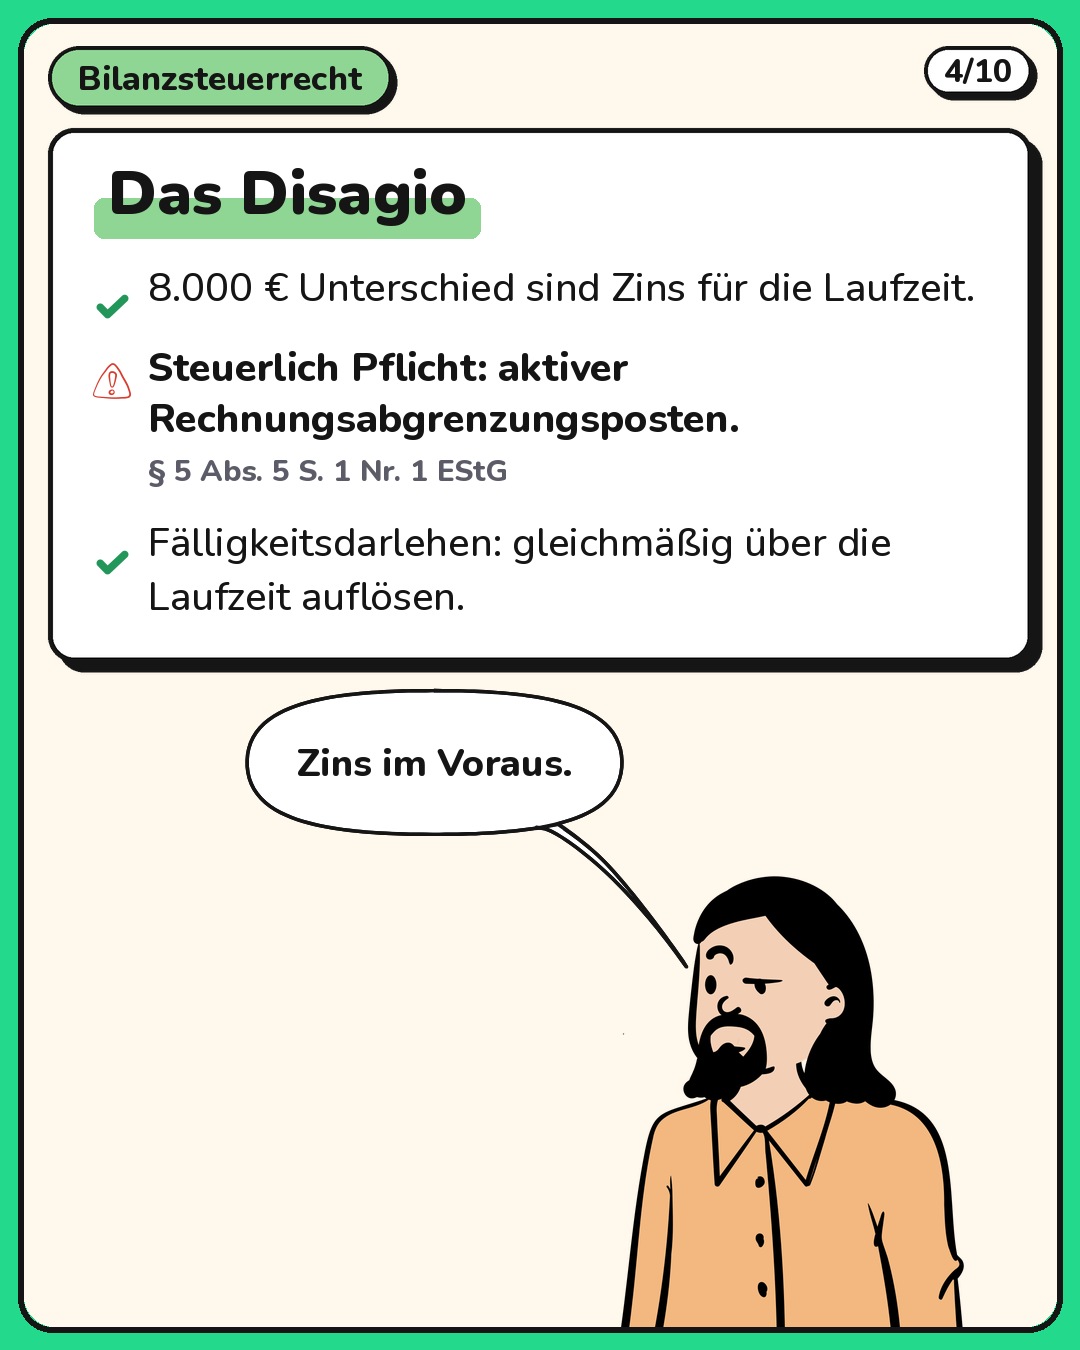 Bilanzsteuerrecht
4/10
Das Disagio
8.000 € Unterschied sind Zins für die Laufzeit.
Steuerlich Pflicht: aktiver
Rechnungsabgrenzungsposten.
§ 5 Abs. 5 S. 1 Nr. 1 EStG
Fälligkeitsdarlehen: gleichmäßig über die
Laufzeit auflösen.
Zins im Voraus.